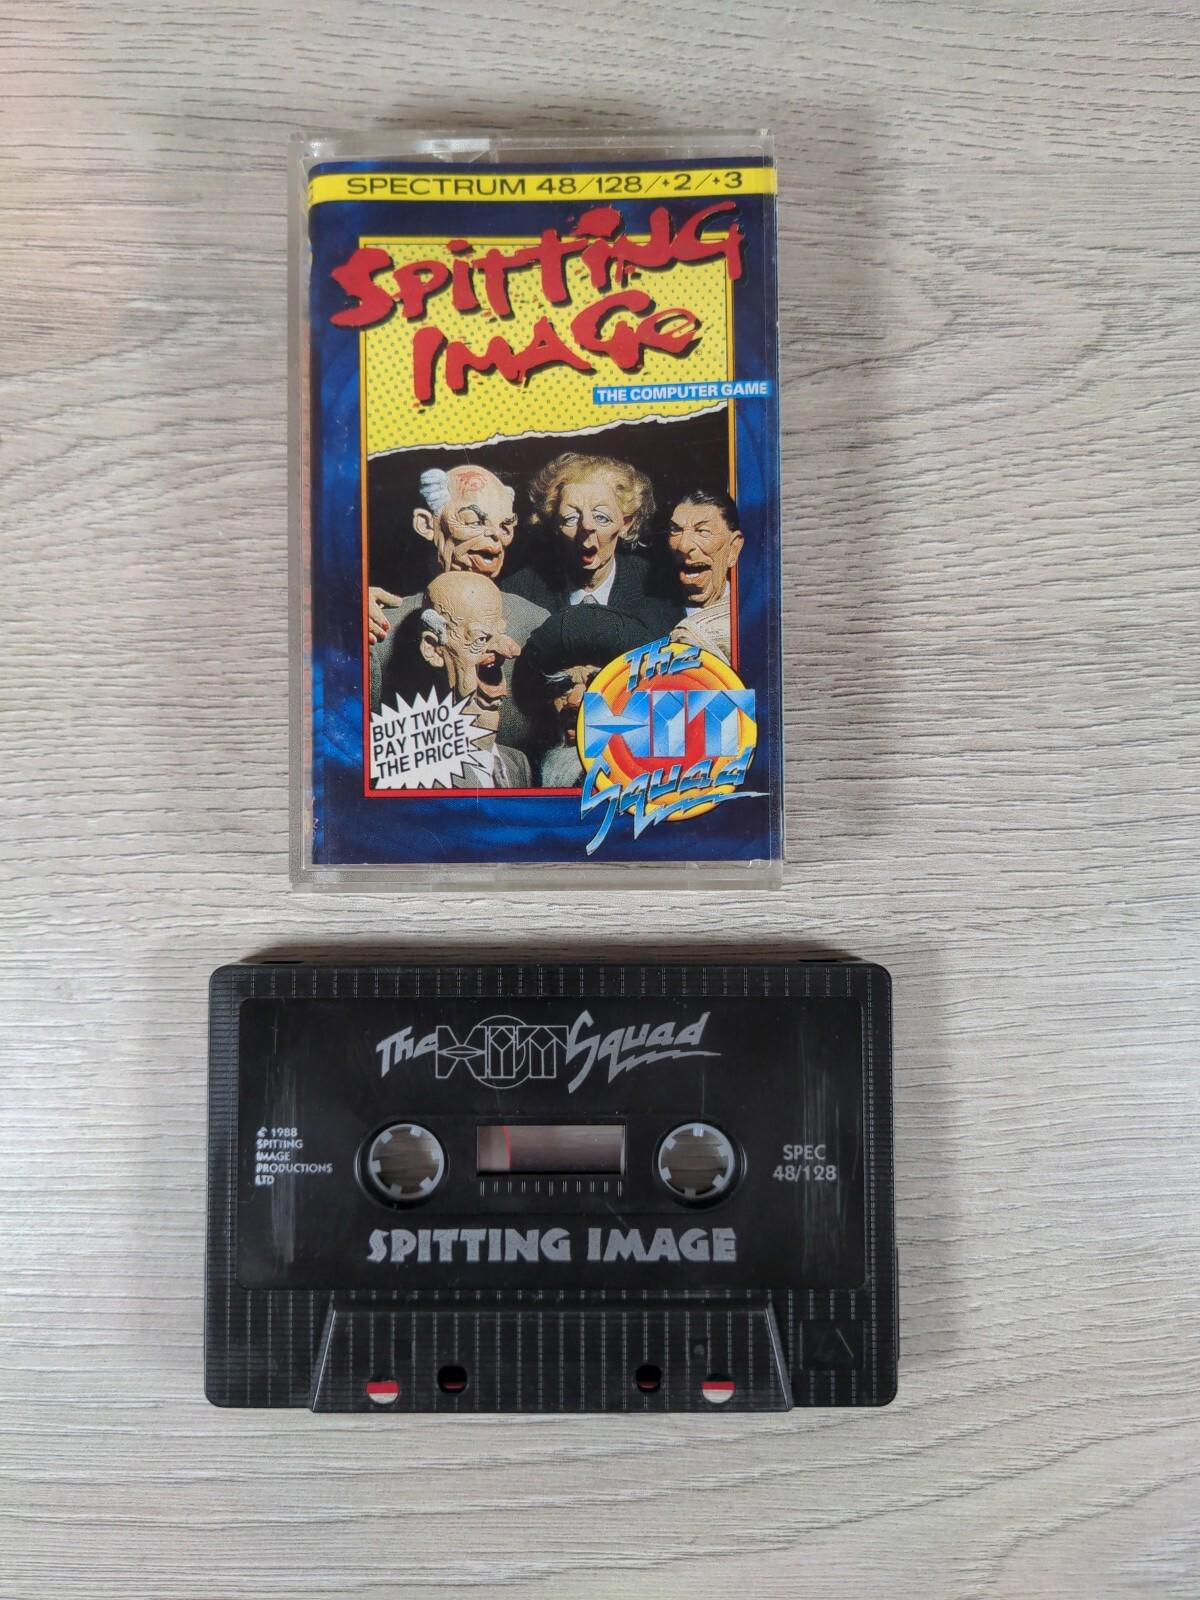 SPECTRUM 48/128/+2/+3
SPITTING
IMAGE
THE COMPUTER GAME
BUY TWO
PAY TWICE
THE PRICE!
The
HIT
Squad
The HIT Squad
© 1988
SPITTING
IMAGE
PRODUCTIONS
LTD
SPEC
48/128
SPITTING IMAGE